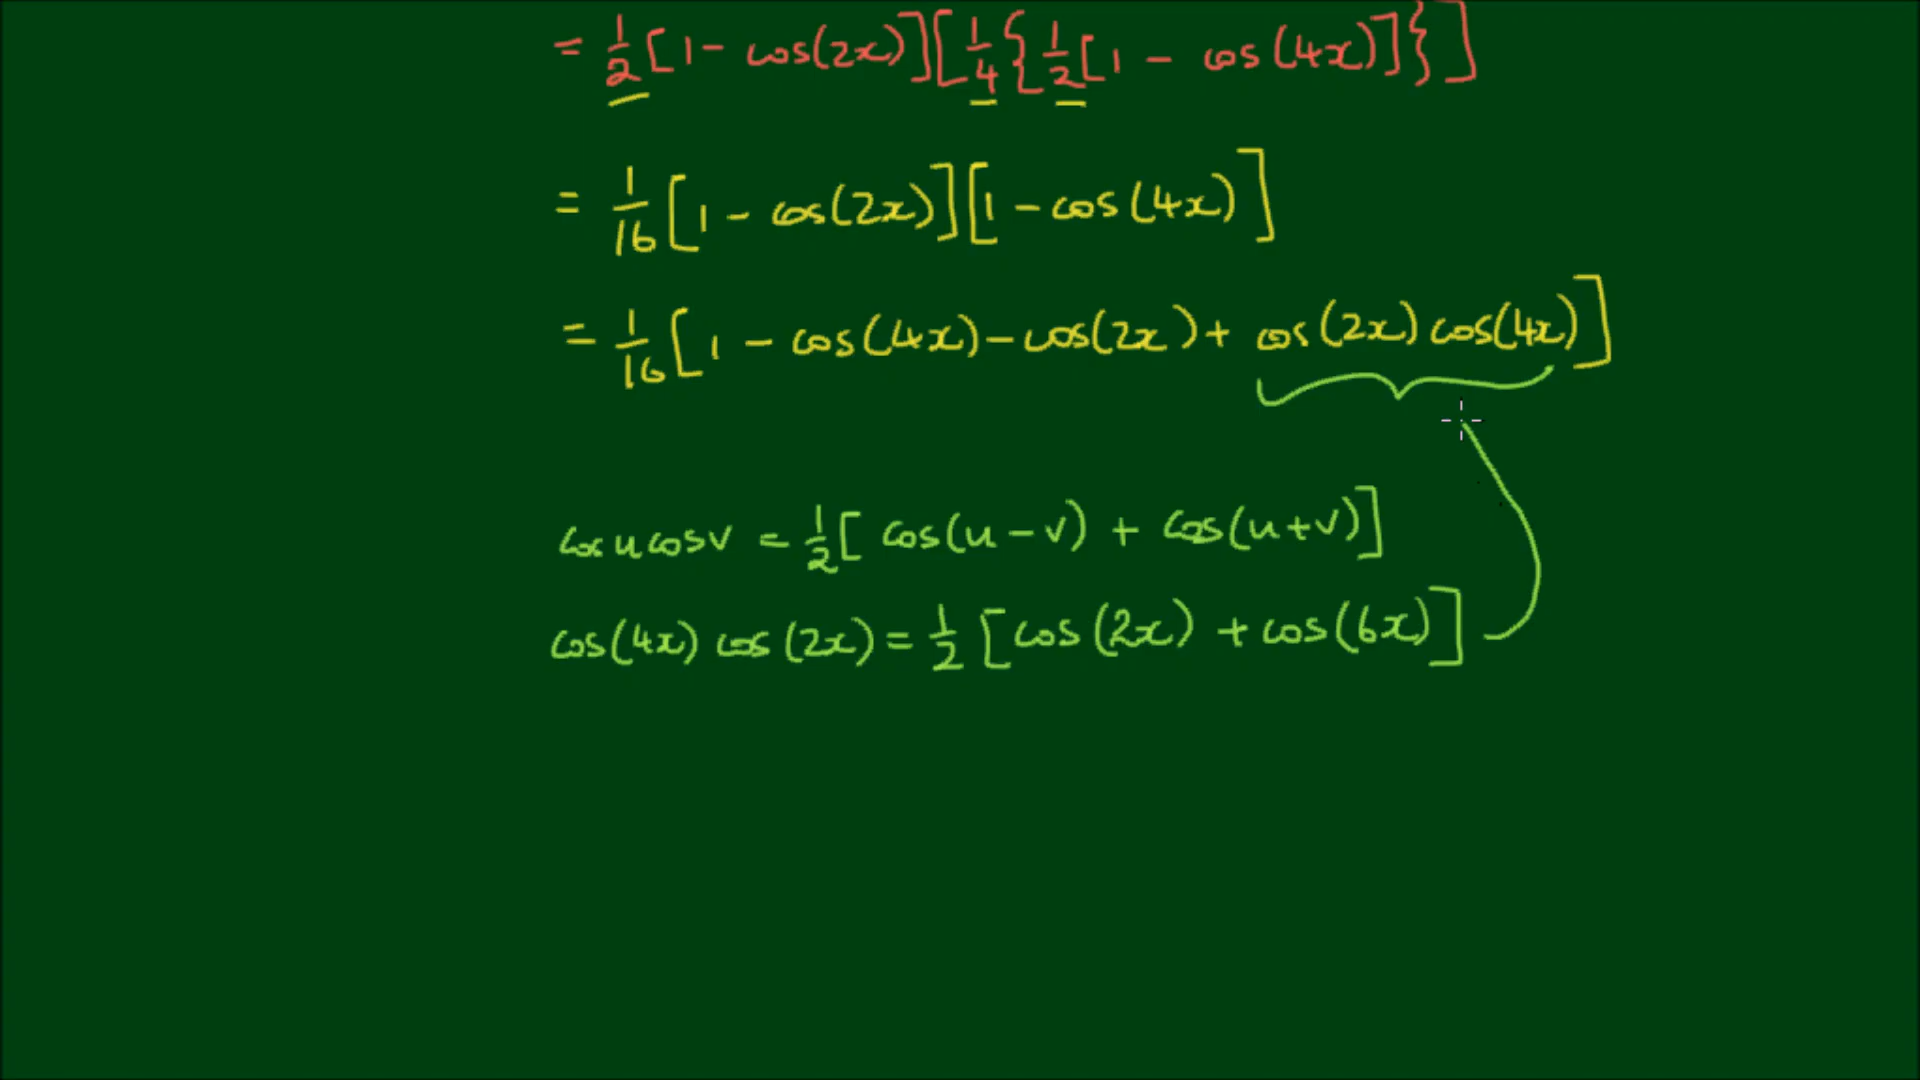 = 1/2 [1 - cos(2x)][1/4 {1/2 [1 - cos(4x)]}]
= 1/16 [1 - cos(2x)][1 - cos(4x)]
= 1/16 [1 - cos(4x) - cos(2x) + cos(2x) cos(4x)]
cos u cos v = 1/2 [cos(u - v) + cos(u + v)]
cos(4x) cos(2x) = 1/2 [cos(2x) + cos(6x)]